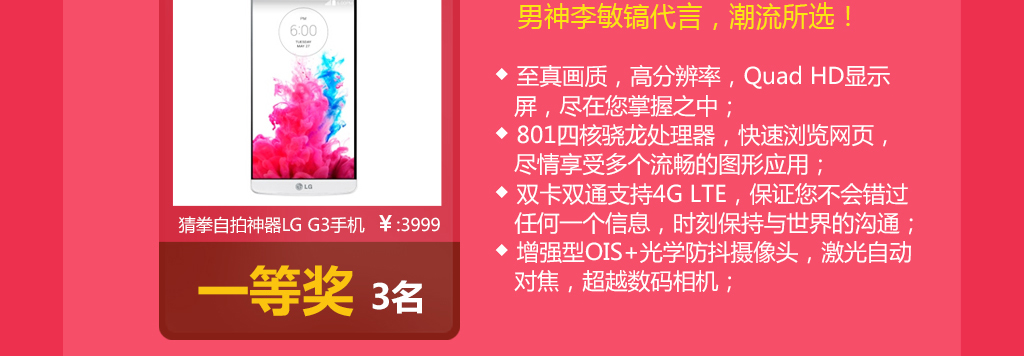 6:00
TUESDAY
MAY 27
LG
猜拳自拍神器LG G3手机 ￥:3999
一等奖 3名
男神李敏镐代言，潮流所选！
至真画质，高分辨率，Quad HD显示
屏，尽在您掌握之中；
801四核骁龙处理器，快速浏览网页，
尽情享受多个流畅的图形应用；
双卡双通支持4G LTE，保证您不会错过
任何一个信息，时刻保持与世界的沟通；
增强型OIS+光学防抖摄像头，激光自动
对焦，超越数码相机；